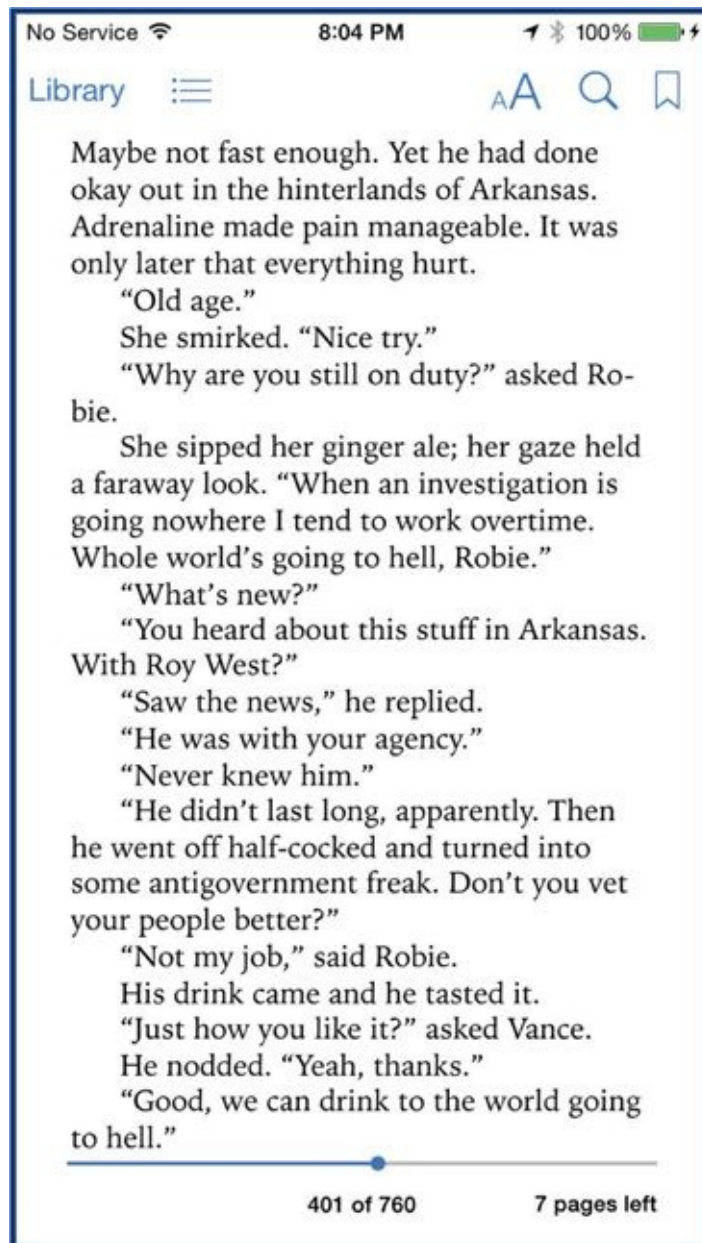 No Service 8:04 PM 100%
Library AA
Maybe not fast enough. Yet he had done
okay out in the hinterlands of Arkansas.
Adrenaline made pain manageable. It was
only later that everything hurt.
“Old age.”
She smirked. “Nice try.”
“Why are you still on duty?” asked Ro-
bie.
She sipped her ginger ale; her gaze held
a faraway look. “When an investigation is
going nowhere I tend to work overtime.
Whole world’s going to hell, Robie.”
“What’s new?”
“You heard about this stuff in Arkansas.
With Roy West?”
“Saw the news,” he replied.
“He was with your agency.”
“Never knew him.”
“He didn’t last long, apparently. Then
he went off half-cocked and turned into
some antigovernment freak. Don’t you vet
your people better?”
“Not my job,” said Robie.
His drink came and he tasted it.
“Just how you like it?” asked Vance.
He nodded. “Yeah, thanks.”
“Good, we can drink to the world going
to hell.”
401 of 760 7 pages left